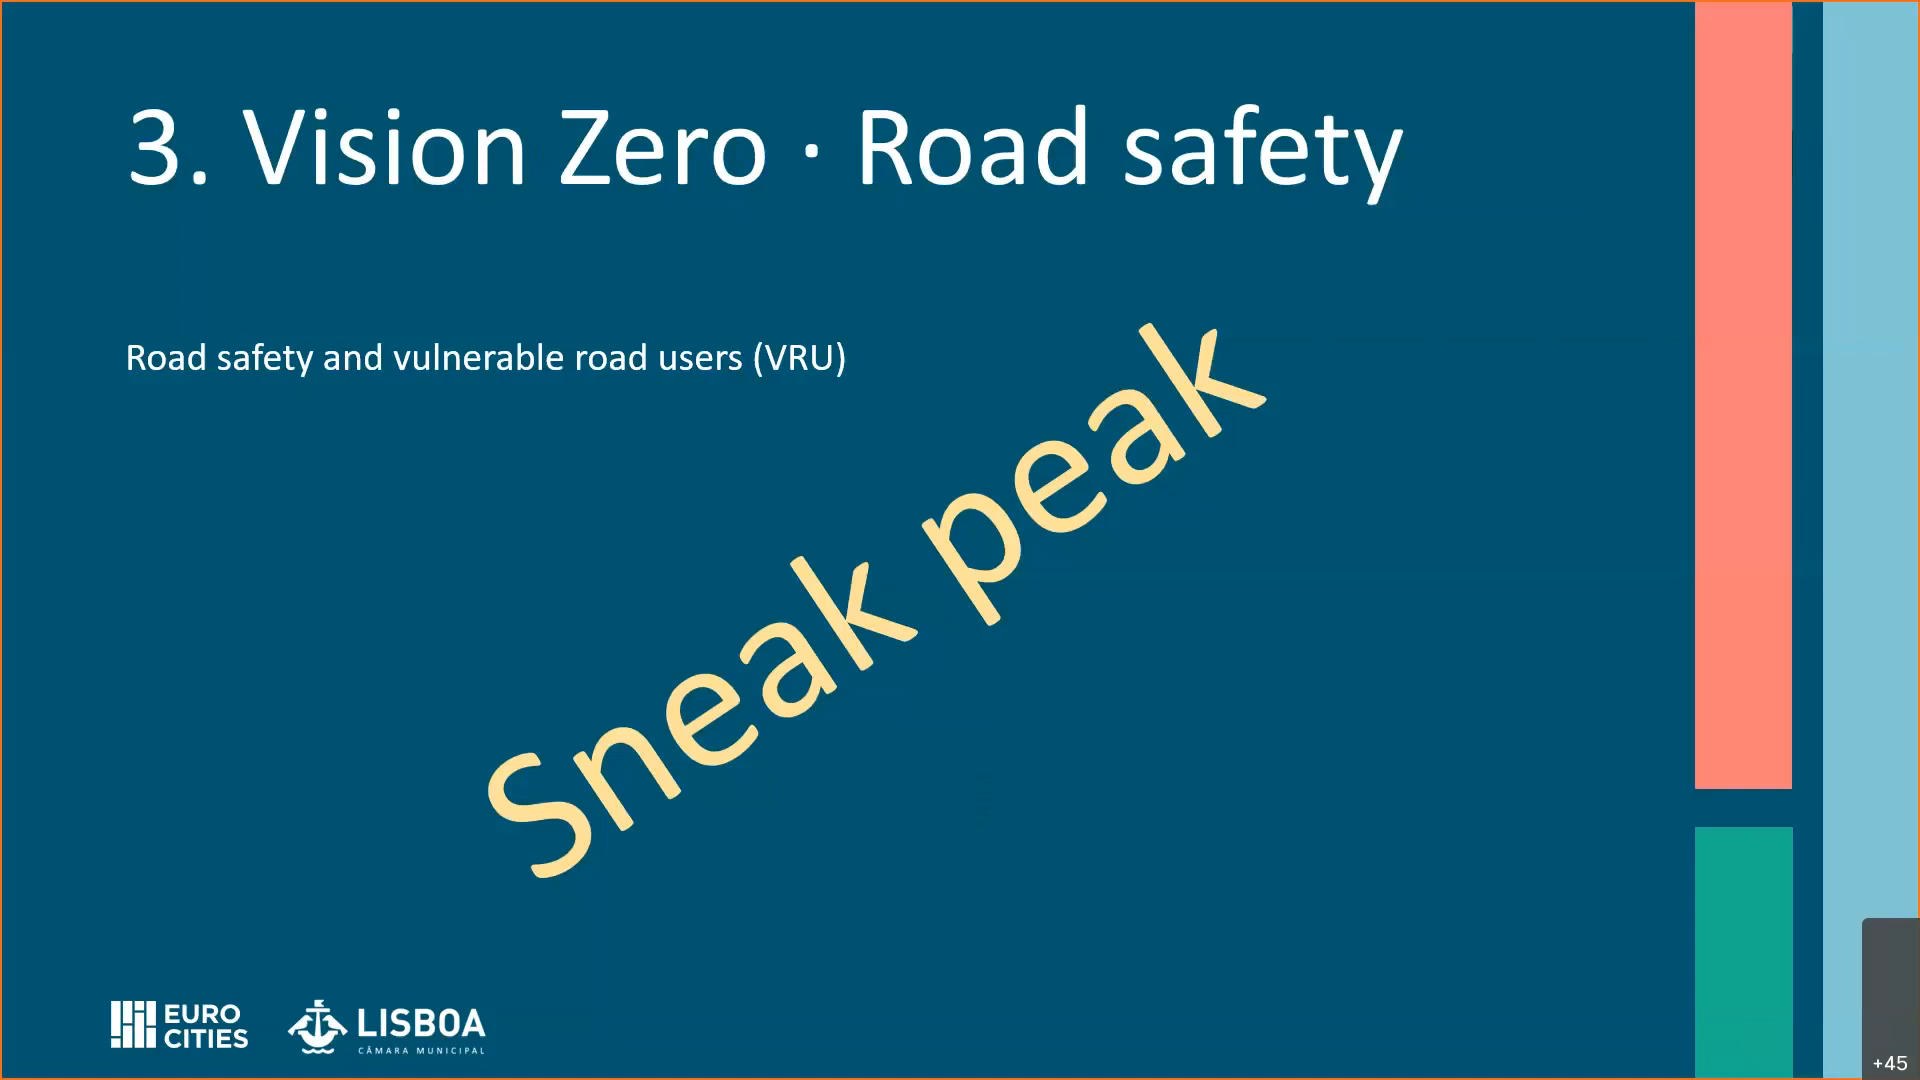 3. Vision Zero · Road safety
Road safety and vulnerable road users (VRU)
Sneak peak
EURO
CITIES
LISBOA
CÂMARA MUNICIPAL
+45